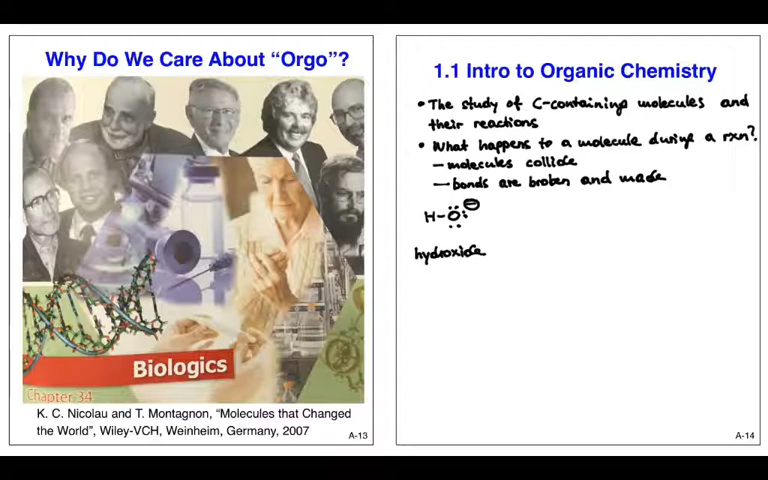 Why Do We Care About “Orgo”?
Biologics
Chapter 34
K. C. Nicolau and T. Montagnon, “Molecules that Changed
the World”, Wiley-VCH, Weinheim, Germany, 2007
A-13
1.1 Intro to Organic Chemistry
• The study of C-containing molecules and
their reactions
• What happens to a molecule during a rxn?
– molecules collide
– bonds are broken and made
H–O⊖
hydroxide
A-14